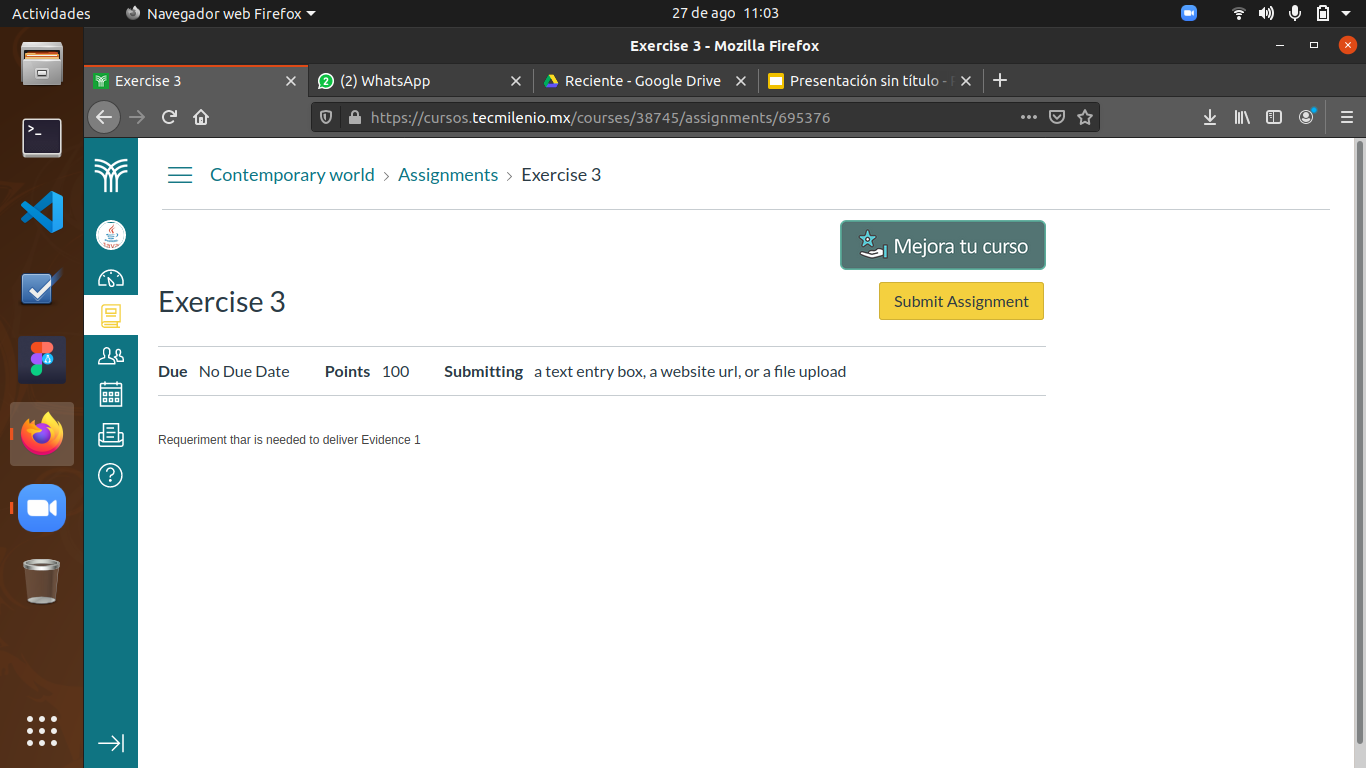 Actividades
Navegador web Firefox
27 de ago 11:03
Exercise 3 - Mozilla Firefox
Exercise 3
(2) WhatsApp
Reciente - Google Drive
Presentación sin título -
https://cursos.tecmilenio.mx/courses/38745/assignments/695376
Contemporary world > Assignments > Exercise 3
Mejora tu curso
Exercise 3
Submit Assignment
Due No Due Date Points 100 Submitting a text entry box, a website url, or a file upload
Requeriment thar is needed to deliver Evidence 1